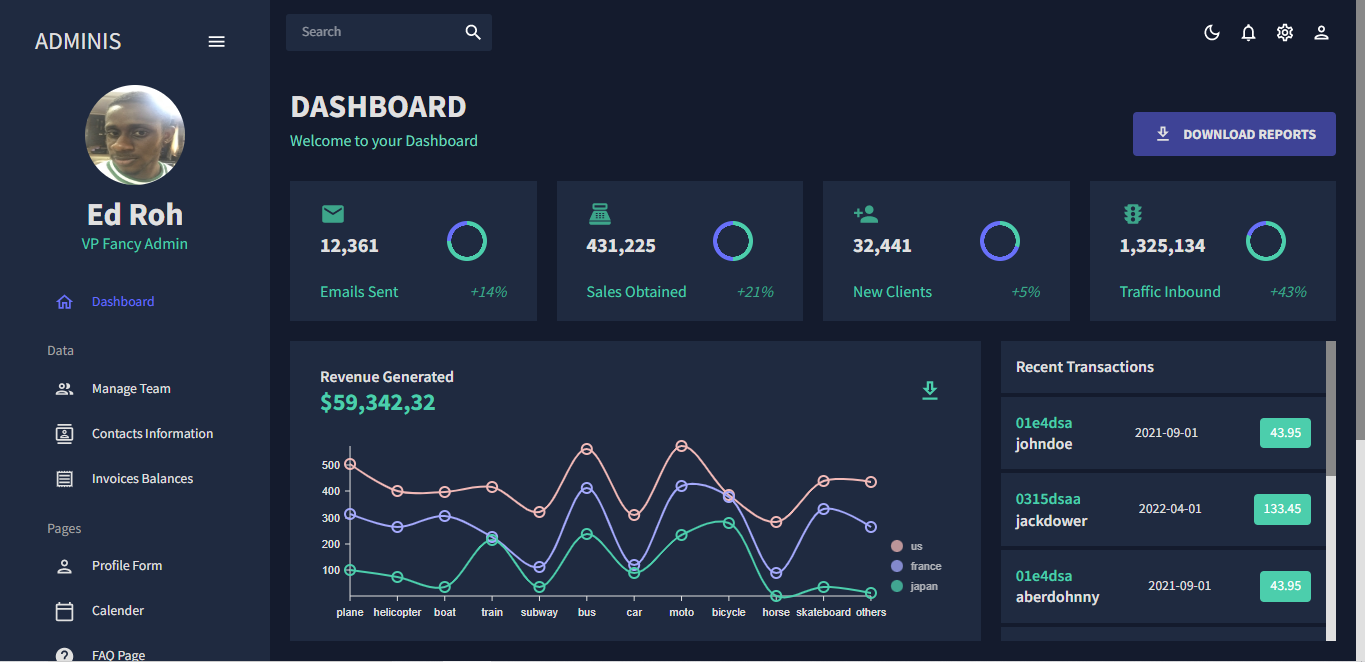 ADMINIS
Ed Roh
VP Fancy Admin
Dashboard
Data
Manage Team
Contacts Information
Invoices Balances
Pages
Profile Form
Calender
FAQ Page
Search
DASHBOARD
Welcome to your Dashboard
DOWNLOAD REPORTS
12,361
Emails Sent +14%
431,225
Sales Obtained +21%
32,441
New Clients +5%
1,325,134
Traffic Inbound +43%
Revenue Generated
$59,342,32
500
400
300
200
100
plane helicopter boat train subway bus car moto bicycle horse skateboard others
us
france
japan
Recent Transactions
01e4dsa
johndoe
2021-09-01
43.95
0315dsaa
jackdower
2022-04-01
133.45
01e4dsa
aberdohnny
2021-09-01
43.95